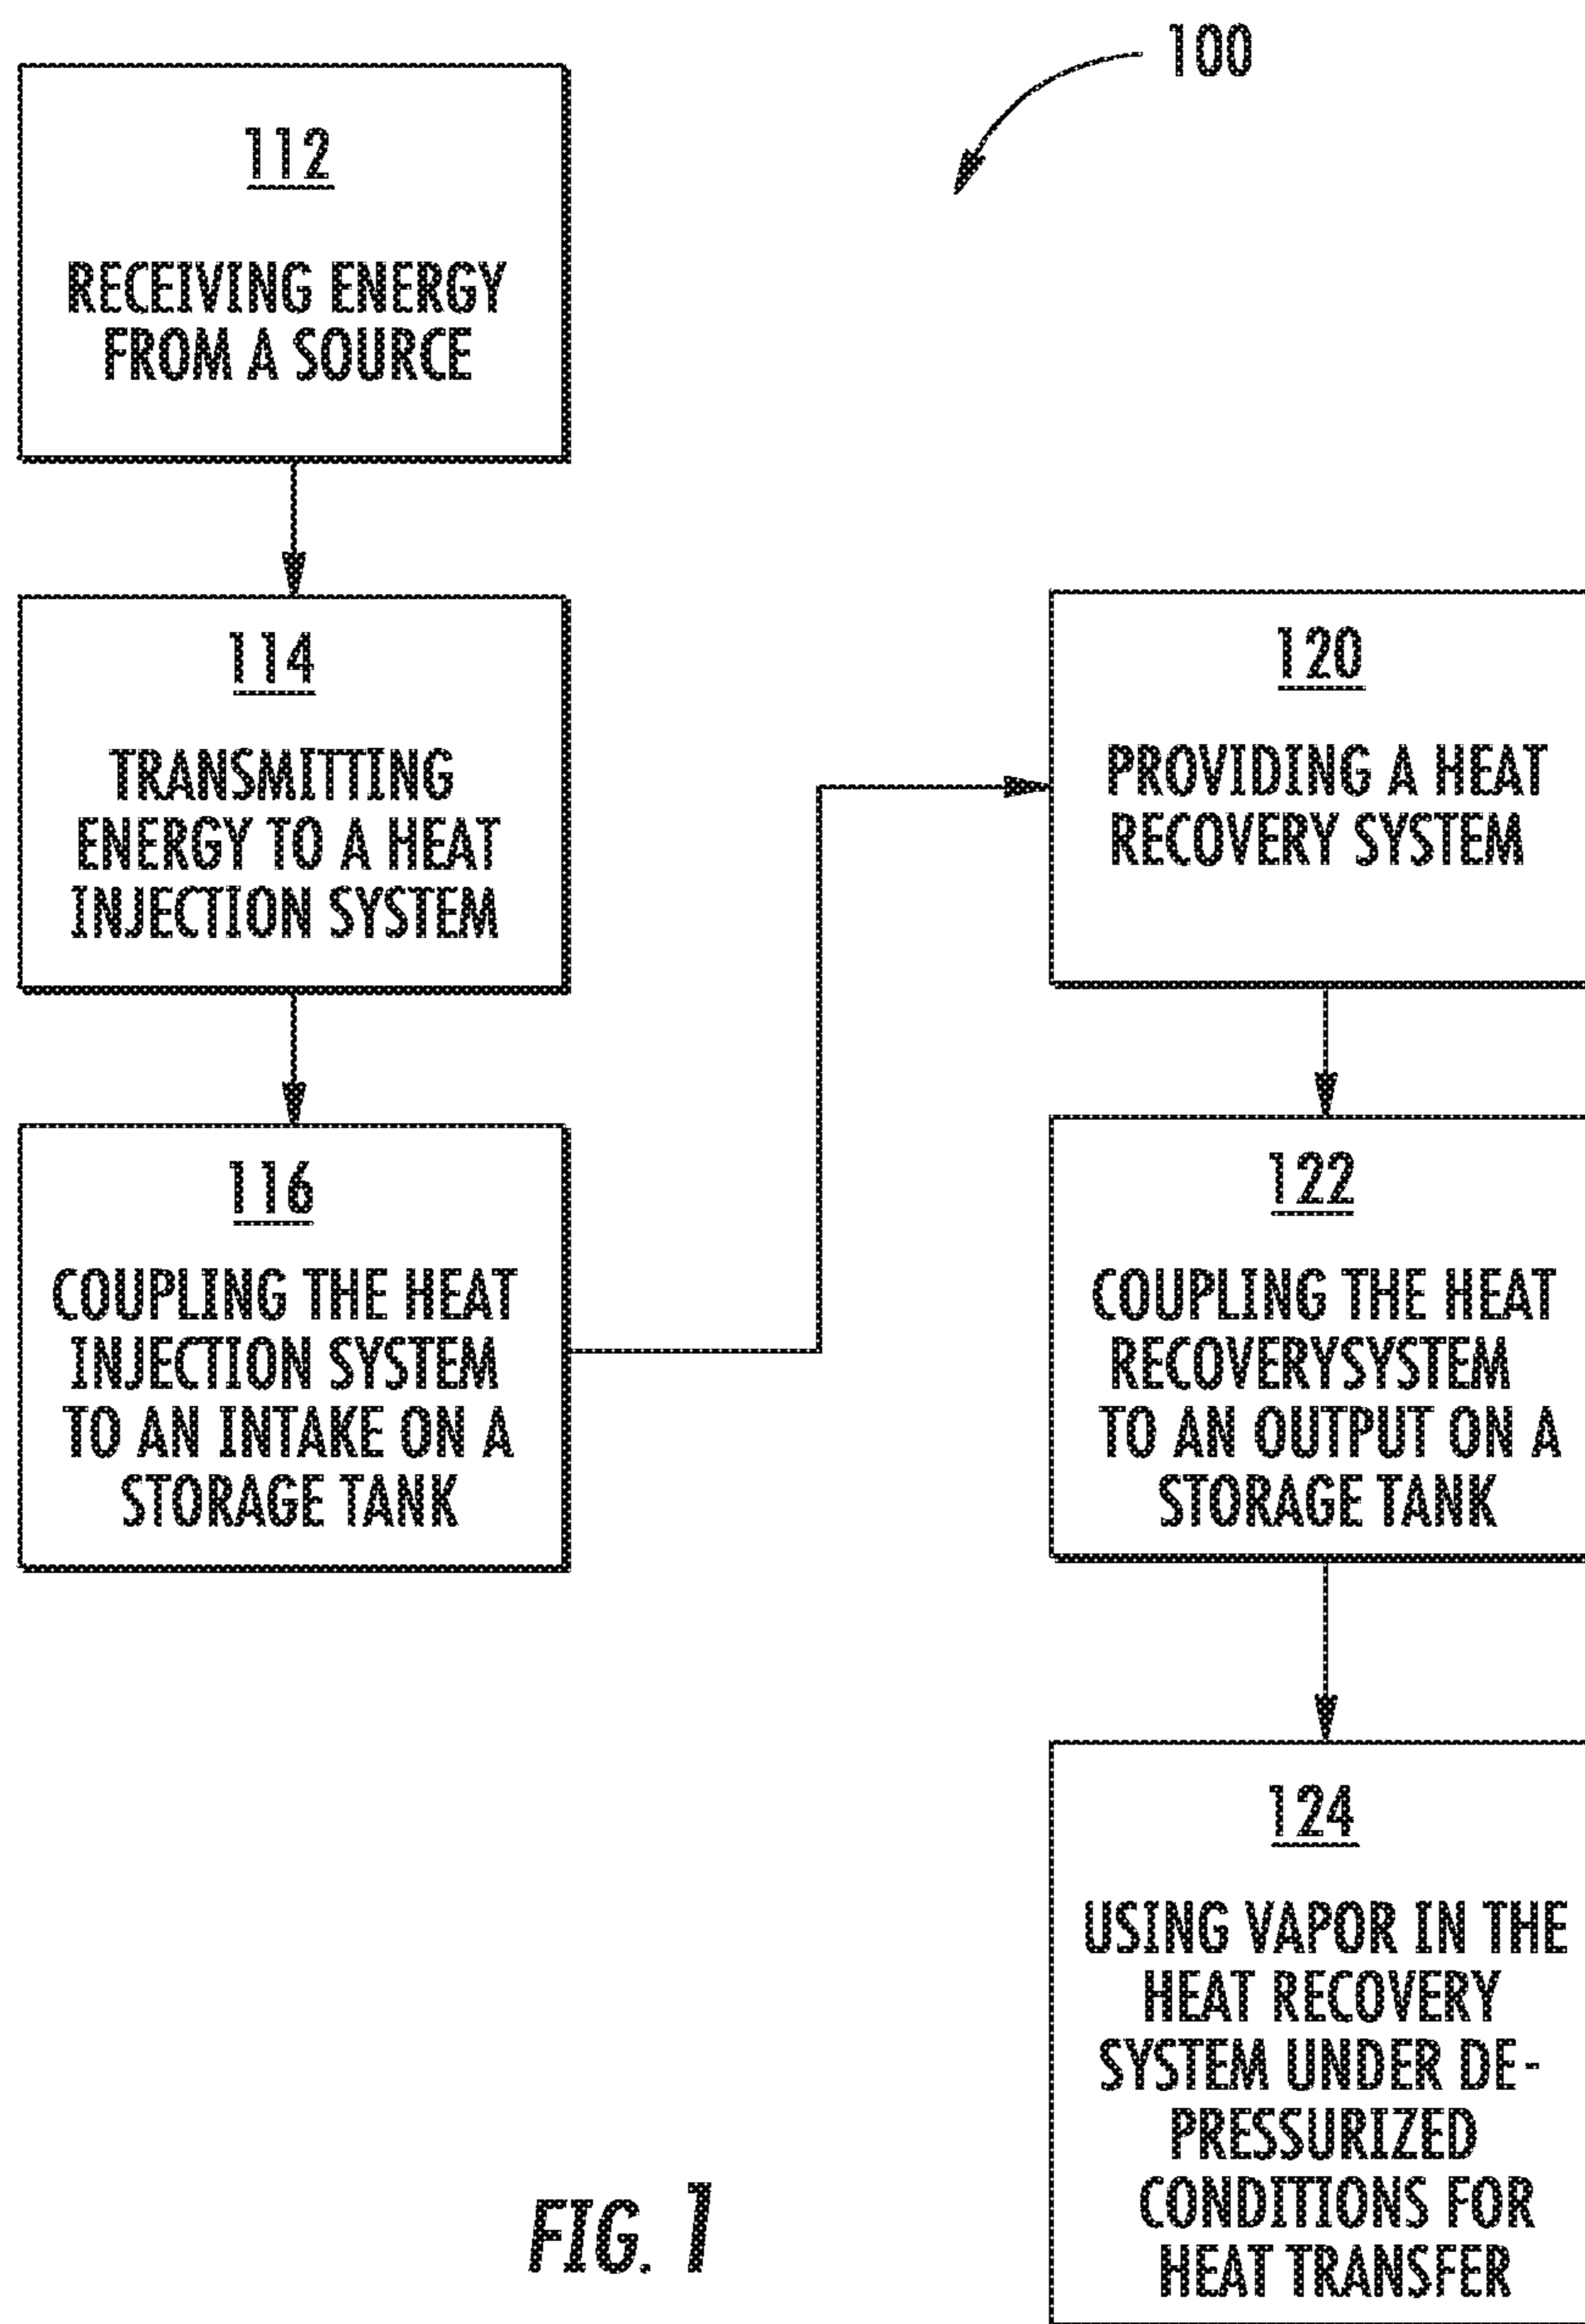 100
112
RECEIVING ENERGY
FROM A SOURCE
114
TRANSMITTING
ENERGY TO A HEAT
INJECTION SYSTEM
116
COUPLING THE HEAT
INJECTION SYSTEM
TO AN INTAKE ON A
STORAGE TANK
120
PROVIDING A HEAT
RECOVERY SYSTEM
122
COUPLING THE HEAT
RECOVERYSYSTEM
TO AN OUTPUT ON A
STORAGE TANK
124
USING VAPOR IN THE
HEAT RECOVERY
SYSTEM UNDER DE-
PRESSURIZED
CONDITIONS FOR
HEAT TRANSFER
FIG. 1